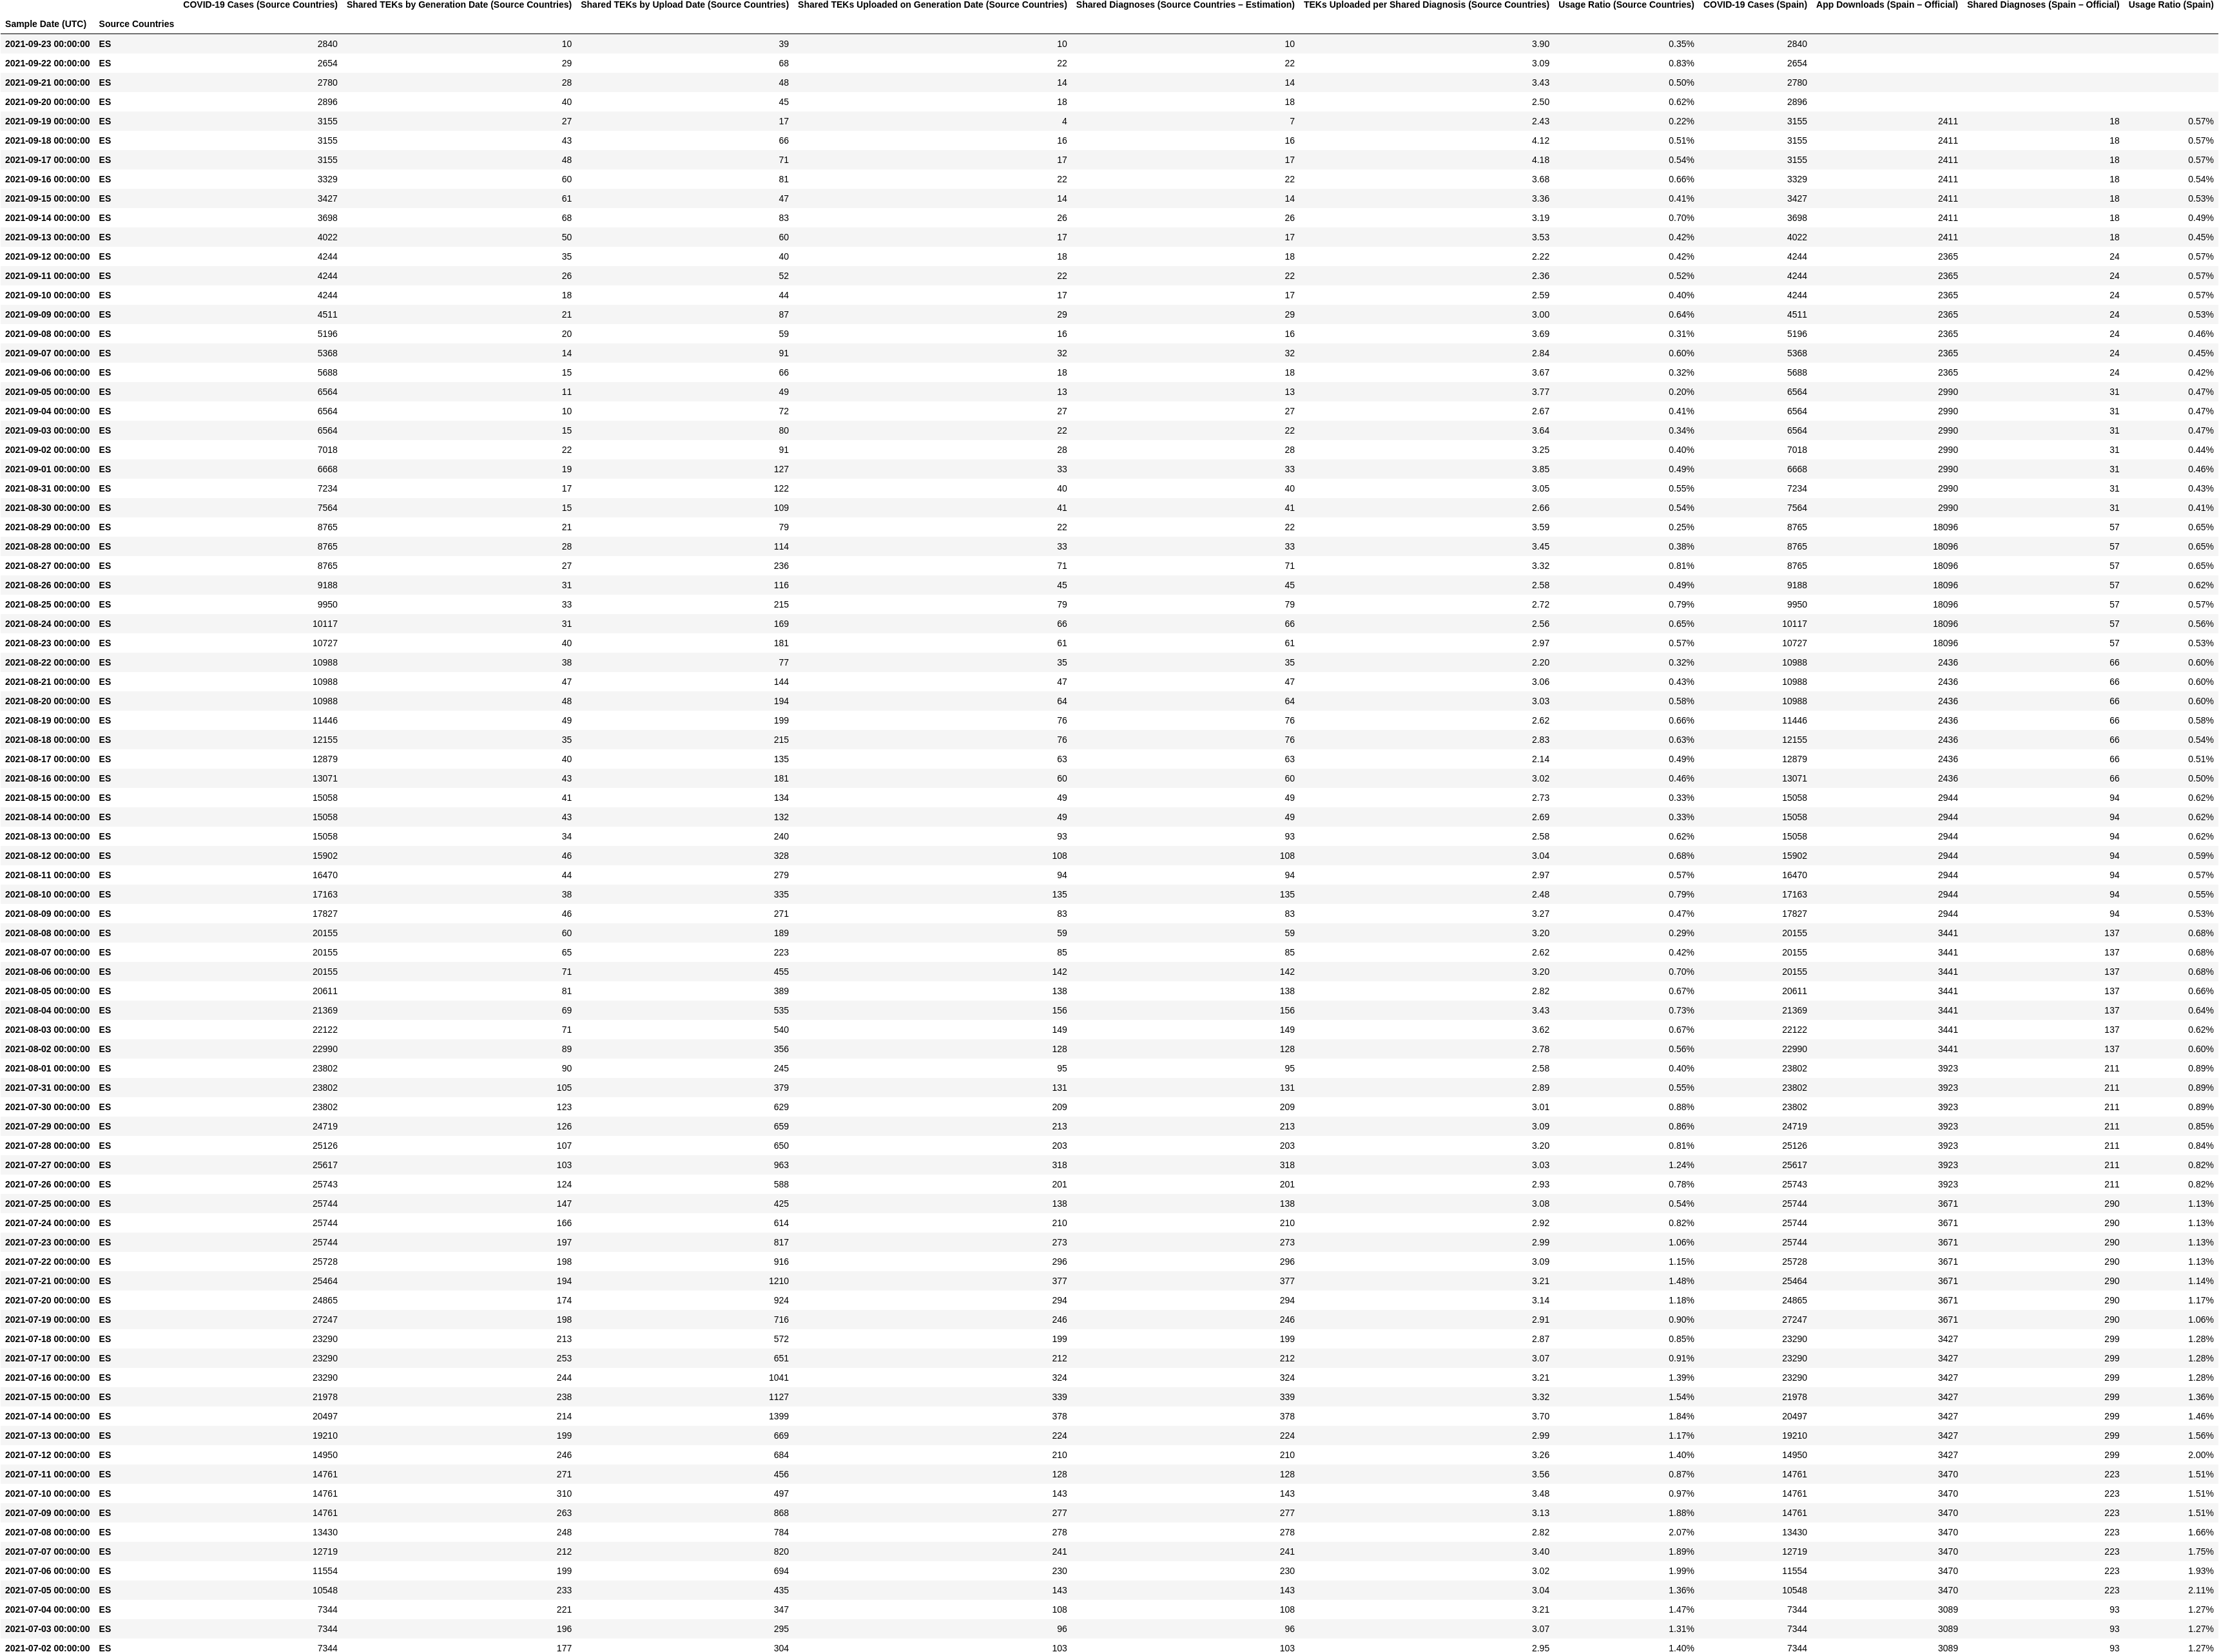 COVID-19 Cases (Source Countries) Shared TEKs by Generation Date (Source Countries) Shared TEKs by Upload Date (Source Countries) Shared TEKs Uploaded on Generation Date (Source Countries) Shared Diagnoses (Source Countries – Estimation) TEKs Uploaded per Shared Diagnosis (Source Countries) Usage Ratio (Source Countries) COVID-19 Cases (Spain) App Downloads (Spain – Official) Shared Diagnoses (Spain – Official) Usage Ratio (Spain)
Sample Date (UTC) Source Countries
2021-09-23 00:00:00 ES 2840 10 39 10 10 3.90 0.35% 2840
2021-09-22 00:00:00 ES 2654 29 68 22 22 3.09 0.83% 2654
2021-09-21 00:00:00 ES 2780 28 48 14 14 3.43 0.50% 2780
2021-09-20 00:00:00 ES 2896 40 45 18 18 2.50 0.62% 2896
2021-09-19 00:00:00 ES 3155 27 17 4 7 2.43 0.22% 3155 2411 18 0.57%
2021-09-18 00:00:00 ES 3155 43 66 16 16 4.12 0.51% 3155 2411 18 0.57%
2021-09-17 00:00:00 ES 3155 48 71 17 17 4.18 0.54% 3155 2411 18 0.57%
2021-09-16 00:00:00 ES 3329 60 81 22 22 3.68 0.66% 3329 2411 18 0.54%
2021-09-15 00:00:00 ES 3427 61 47 14 14 3.36 0.41% 3427 2411 18 0.53%
2021-09-14 00:00:00 ES 3698 68 83 26 26 3.19 0.70% 3698 2411 18 0.49%
2021-09-13 00:00:00 ES 4022 50 60 17 17 3.53 0.42% 4022 2411 18 0.45%
2021-09-12 00:00:00 ES 4244 35 40 18 18 2.22 0.42% 4244 2365 24 0.57%
2021-09-11 00:00:00 ES 4244 26 52 22 22 2.36 0.52% 4244 2365 24 0.57%
2021-09-10 00:00:00 ES 4244 18 44 17 17 2.59 0.40% 4244 2365 24 0.57%
2021-09-09 00:00:00 ES 4511 21 87 29 29 3.00 0.64% 4511 2365 24 0.53%
2021-09-08 00:00:00 ES 5196 20 59 16 16 3.69 0.31% 5196 2365 24 0.46%
2021-09-07 00:00:00 ES 5368 14 91 32 32 2.84 0.60% 5368 2365 24 0.45%
2021-09-06 00:00:00 ES 5688 15 66 18 18 3.67 0.32% 5688 2365 24 0.42%
2021-09-05 00:00:00 ES 6564 11 49 13 13 3.77 0.20% 6564 2990 31 0.47%
2021-09-04 00:00:00 ES 6564 10 72 27 27 2.67 0.41% 6564 2990 31 0.47%
2021-09-03 00:00:00 ES 6564 15 80 22 22 3.64 0.34% 6564 2990 31 0.47%
2021-09-02 00:00:00 ES 7018 22 91 28 28 3.25 0.40% 7018 2990 31 0.44%
2021-09-01 00:00:00 ES 6668 19 127 33 33 3.85 0.49% 6668 2990 31 0.46%
2021-08-31 00:00:00 ES 7234 17 122 40 40 3.05 0.55% 7234 2990 31 0.43%
2021-08-30 00:00:00 ES 7564 15 109 41 41 2.66 0.54% 7564 2990 31 0.41%
2021-08-29 00:00:00 ES 8765 21 79 22 22 3.59 0.25% 8765 18096 57 0.65%
2021-08-28 00:00:00 ES 8765 28 114 33 33 3.45 0.38% 8765 18096 57 0.65%
2021-08-27 00:00:00 ES 8765 27 236 71 71 3.32 0.81% 8765 18096 57 0.65%
2021-08-26 00:00:00 ES 9188 31 116 45 45 2.58 0.49% 9188 18096 57 0.62%
2021-08-25 00:00:00 ES 9950 33 215 79 79 2.72 0.79% 9950 18096 57 0.57%
2021-08-24 00:00:00 ES 10117 31 169 66 66 2.56 0.65% 10117 18096 57 0.56%
2021-08-23 00:00:00 ES 10727 40 181 61 61 2.97 0.57% 10727 18096 57 0.53%
2021-08-22 00:00:00 ES 10988 38 77 35 35 2.20 0.32% 10988 2436 66 0.60%
2021-08-21 00:00:00 ES 10988 47 144 47 47 3.06 0.43% 10988 2436 66 0.60%
2021-08-20 00:00:00 ES 10988 48 194 64 64 3.03 0.58% 10988 2436 66 0.60%
2021-08-19 00:00:00 ES 11446 49 199 76 76 2.62 0.66% 11446 2436 66 0.58%
2021-08-18 00:00:00 ES 12155 35 215 76 76 2.83 0.63% 12155 2436 66 0.54%
2021-08-17 00:00:00 ES 12879 40 135 63 63 2.14 0.49% 12879 2436 66 0.51%
2021-08-16 00:00:00 ES 13071 43 181 60 60 3.02 0.46% 13071 2436 66 0.50%
2021-08-15 00:00:00 ES 15058 41 134 49 49 2.73 0.33% 15058 2944 94 0.62%
2021-08-14 00:00:00 ES 15058 43 132 49 49 2.69 0.33% 15058 2944 94 0.62%
2021-08-13 00:00:00 ES 15058 34 240 93 93 2.58 0.62% 15058 2944 94 0.62%
2021-08-12 00:00:00 ES 15902 46 328 108 108 3.04 0.68% 15902 2944 94 0.59%
2021-08-11 00:00:00 ES 16470 44 279 94 94 2.97 0.57% 16470 2944 94 0.57%
2021-08-10 00:00:00 ES 17163 38 335 135 135 2.48 0.79% 17163 2944 94 0.55%
2021-08-09 00:00:00 ES 17827 46 271 83 83 3.27 0.47% 17827 2944 94 0.53%
2021-08-08 00:00:00 ES 20155 60 189 59 59 3.20 0.29% 20155 3441 137 0.68%
2021-08-07 00:00:00 ES 20155 65 223 85 85 2.62 0.42% 20155 3441 137 0.68%
2021-08-06 00:00:00 ES 20155 71 455 142 142 3.20 0.70% 20155 3441 137 0.68%
2021-08-05 00:00:00 ES 20611 81 389 138 138 2.82 0.67% 20611 3441 137 0.66%
2021-08-04 00:00:00 ES 21369 69 535 156 156 3.43 0.73% 21369 3441 137 0.64%
2021-08-03 00:00:00 ES 22122 71 540 149 149 3.62 0.67% 22122 3441 137 0.62%
2021-08-02 00:00:00 ES 22990 89 356 128 128 2.78 0.56% 22990 3441 137 0.60%
2021-08-01 00:00:00 ES 23802 90 245 95 95 2.58 0.40% 23802 3923 211 0.89%
2021-07-31 00:00:00 ES 23802 105 379 131 131 2.89 0.55% 23802 3923 211 0.89%
2021-07-30 00:00:00 ES 23802 123 629 209 209 3.01 0.88% 23802 3923 211 0.89%
2021-07-29 00:00:00 ES 24719 126 659 213 213 3.09 0.86% 24719 3923 211 0.85%
2021-07-28 00:00:00 ES 25126 107 650 203 203 3.20 0.81% 25126 3923 211 0.84%
2021-07-27 00:00:00 ES 25617 103 963 318 318 3.03 1.24% 25617 3923 211 0.82%
2021-07-26 00:00:00 ES 25743 124 588 201 201 2.93 0.78% 25743 3923 211 0.82%
2021-07-25 00:00:00 ES 25744 147 425 138 138 3.08 0.54% 25744 3671 290 1.13%
2021-07-24 00:00:00 ES 25744 166 614 210 210 2.92 0.82% 25744 3671 290 1.13%
2021-07-23 00:00:00 ES 25744 197 817 273 273 2.99 1.06% 25744 3671 290 1.13%
2021-07-22 00:00:00 ES 25728 198 916 296 296 3.09 1.15% 25728 3671 290 1.13%
2021-07-21 00:00:00 ES 25464 194 1210 377 377 3.21 1.48% 25464 3671 290 1.14%
2021-07-20 00:00:00 ES 24865 174 924 294 294 3.14 1.18% 24865 3671 290 1.17%
2021-07-19 00:00:00 ES 27247 198 716 246 246 2.91 0.90% 27247 3671 290 1.06%
2021-07-18 00:00:00 ES 23290 213 572 199 199 2.87 0.85% 23290 3427 299 1.28%
2021-07-17 00:00:00 ES 23290 253 651 212 212 3.07 0.91% 23290 3427 299 1.28%
2021-07-16 00:00:00 ES 23290 244 1041 324 324 3.21 1.39% 23290 3427 299 1.28%
2021-07-15 00:00:00 ES 21978 238 1127 339 339 3.32 1.54% 21978 3427 299 1.36%
2021-07-14 00:00:00 ES 20497 214 1399 378 378 3.70 1.84% 20497 3427 299 1.46%
2021-07-13 00:00:00 ES 19210 199 669 224 224 2.99 1.17% 19210 3427 299 1.56%
2021-07-12 00:00:00 ES 14950 246 684 210 210 3.26 1.40% 14950 3427 299 2.00%
2021-07-11 00:00:00 ES 14761 271 456 128 128 3.56 0.87% 14761 3470 223 1.51%
2021-07-10 00:00:00 ES 14761 310 497 143 143 3.48 0.97% 14761 3470 223 1.51%
2021-07-09 00:00:00 ES 14761 263 868 277 277 3.13 1.88% 14761 3470 223 1.51%
2021-07-08 00:00:00 ES 13430 248 784 278 278 2.82 2.07% 13430 3470 223 1.66%
2021-07-07 00:00:00 ES 12719 212 820 241 241 3.40 1.89% 12719 3470 223 1.75%
2021-07-06 00:00:00 ES 11554 199 694 230 230 3.02 1.99% 11554 3470 223 1.93%
2021-07-05 00:00:00 ES 10548 233 435 143 143 3.04 1.36% 10548 3470 223 2.11%
2021-07-04 00:00:00 ES 7344 221 347 108 108 3.21 1.47% 7344 3089 93 1.27%
2021-07-03 00:00:00 ES 7344 196 295 96 96 3.07 1.31% 7344 3089 93 1.27%
2021-07-02 00:00:00 ES 7344 177 304 103 103 2.95 1.40% 7344 3089 93 1.27%